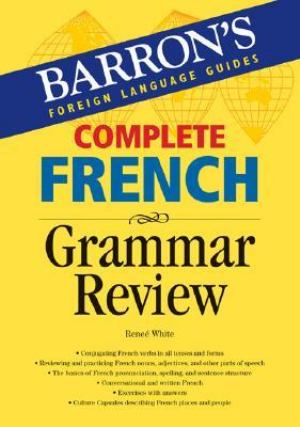 BARRON'S
FOREIGN LANGUAGE GUIDES
COMPLETE
FRENCH
Grammar
Review
Reneé White
• Conjugating French verbs in all tenses and forms
• Reviewing and practicing French nouns, adjectives, and other parts of speech
• The basics of French pronunciation, spelling, and sentence structure
• Conversational and written French
• Exercises with answers
• Culture Capsules describing French places and people